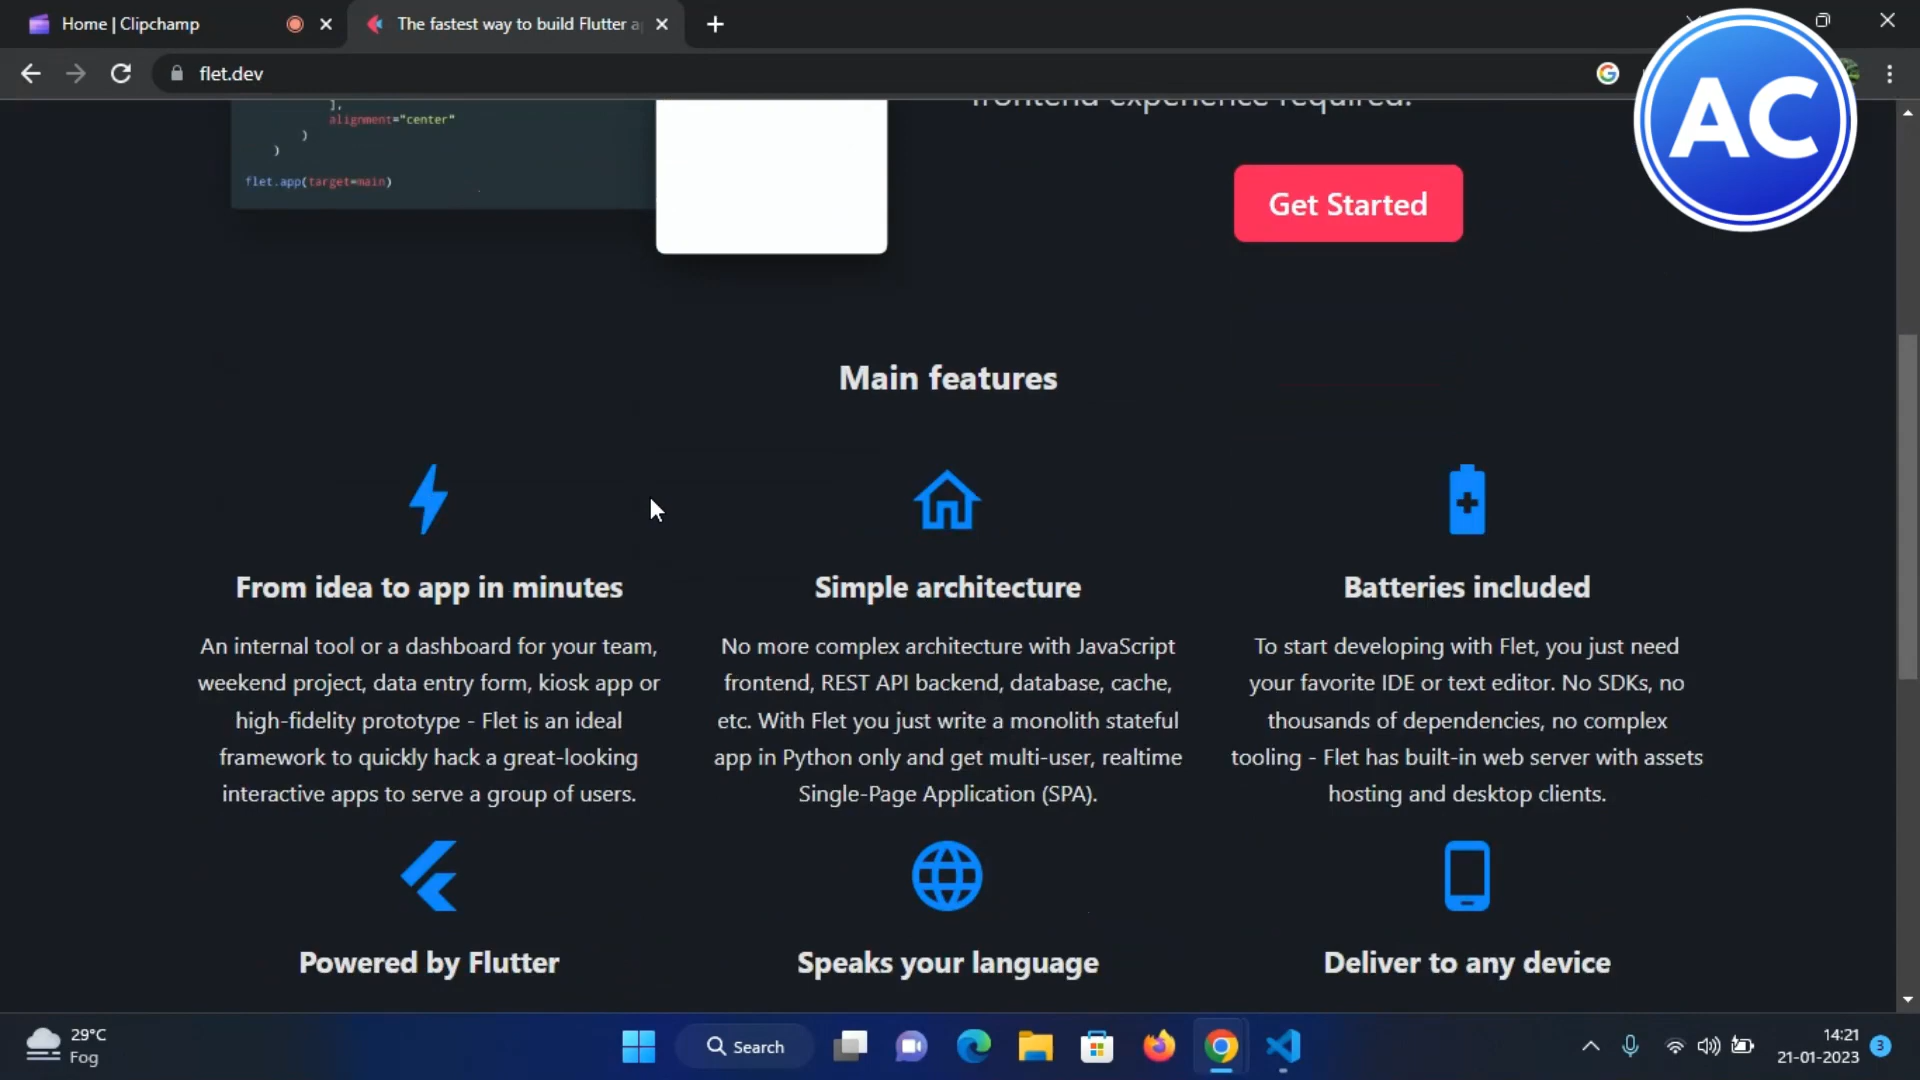 Home | Clipchamp
The fastest way to build Flutter a
flet.dev
],
alignment="center"
)
)
flet.app(target=main)
frontend experience required.
Get Started
AC
Main features
From idea to app in minutes
An internal tool or a dashboard for your team,
weekend project, data entry form, kiosk app or
high-fidelity prototype - Flet is an ideal
framework to quickly hack a great-looking
interactive apps to serve a group of users.
Simple architecture
No more complex architecture with JavaScript
frontend, REST API backend, database, cache,
etc. With Flet you just write a monolith stateful
app in Python only and get multi-user, realtime
Single-Page Application (SPA).
Batteries included
To start developing with Flet, you just need
your favorite IDE or text editor. No SDKs, no
thousands of dependencies, no complex
tooling - Flet has built-in web server with assets
hosting and desktop clients.
Powered by Flutter
Speaks your language
Deliver to any device
29°C
Fog
Search
14:21
21-01-2023
3